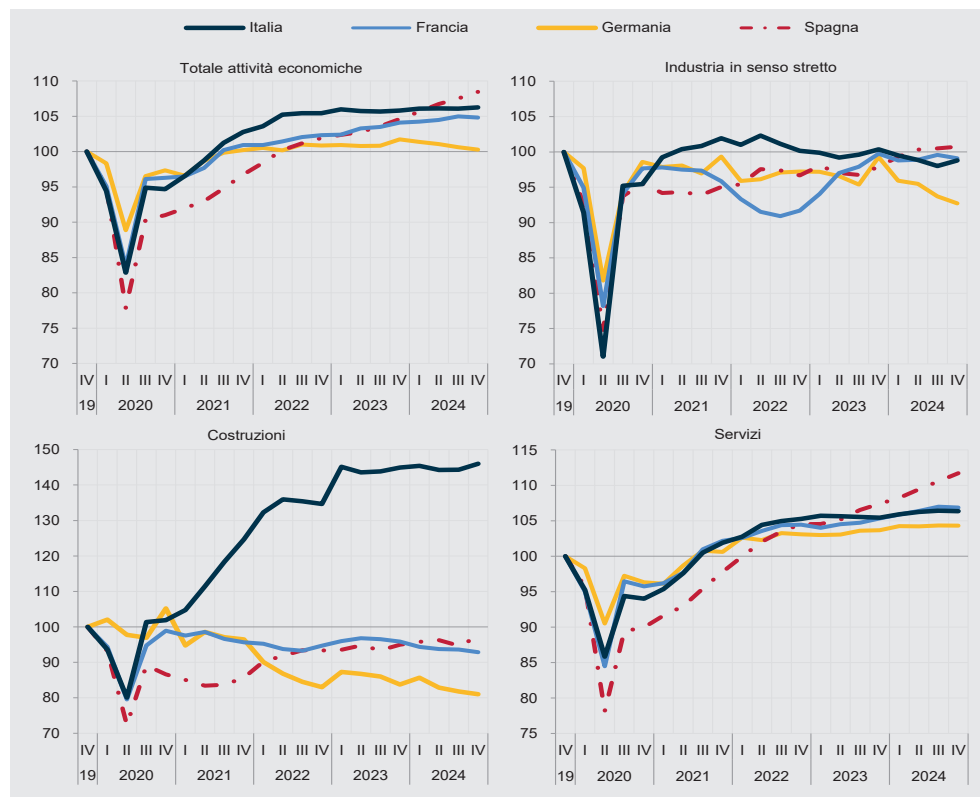 Italia Francia Germania Spagna
Totale attività economiche
110
105
100
95
90
85
80
75
70
IV I II III IV I II III IV I II III IV I II III IV I II III IV
19 2020 2021 2022 2023 2024
Industria in senso stretto
110
105
100
95
90
85
80
75
70
IV I II III IV I II III IV I II III IV I II III IV I II III IV
19 2020 2021 2022 2023 2024
Costruzioni
150
140
130
120
110
100
90
80
70
IV I II III IV I II III IV I II III IV I II III IV I II III IV
19 2020 2021 2022 2023 2024
Servizi
115
110
105
100
95
90
85
80
75
IV I II III IV I II III IV I II III IV I II III IV I II III IV
19 2020 2021 2022 2023 2024